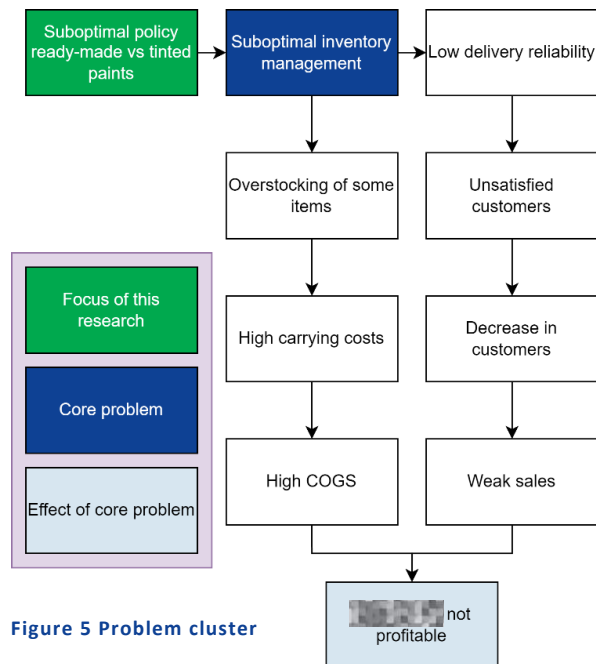 Suboptimal policy
ready-made vs tinted
paints
Suboptimal inventory
management
Low delivery reliability
Overstocking of some
items
Unsatisfied
customers
Focus of this
research
High carrying costs
Decrease in
customers
Core problem
High COGS
Weak sales
Effect of core problem
not
profitable
Figure 5 Problem cluster